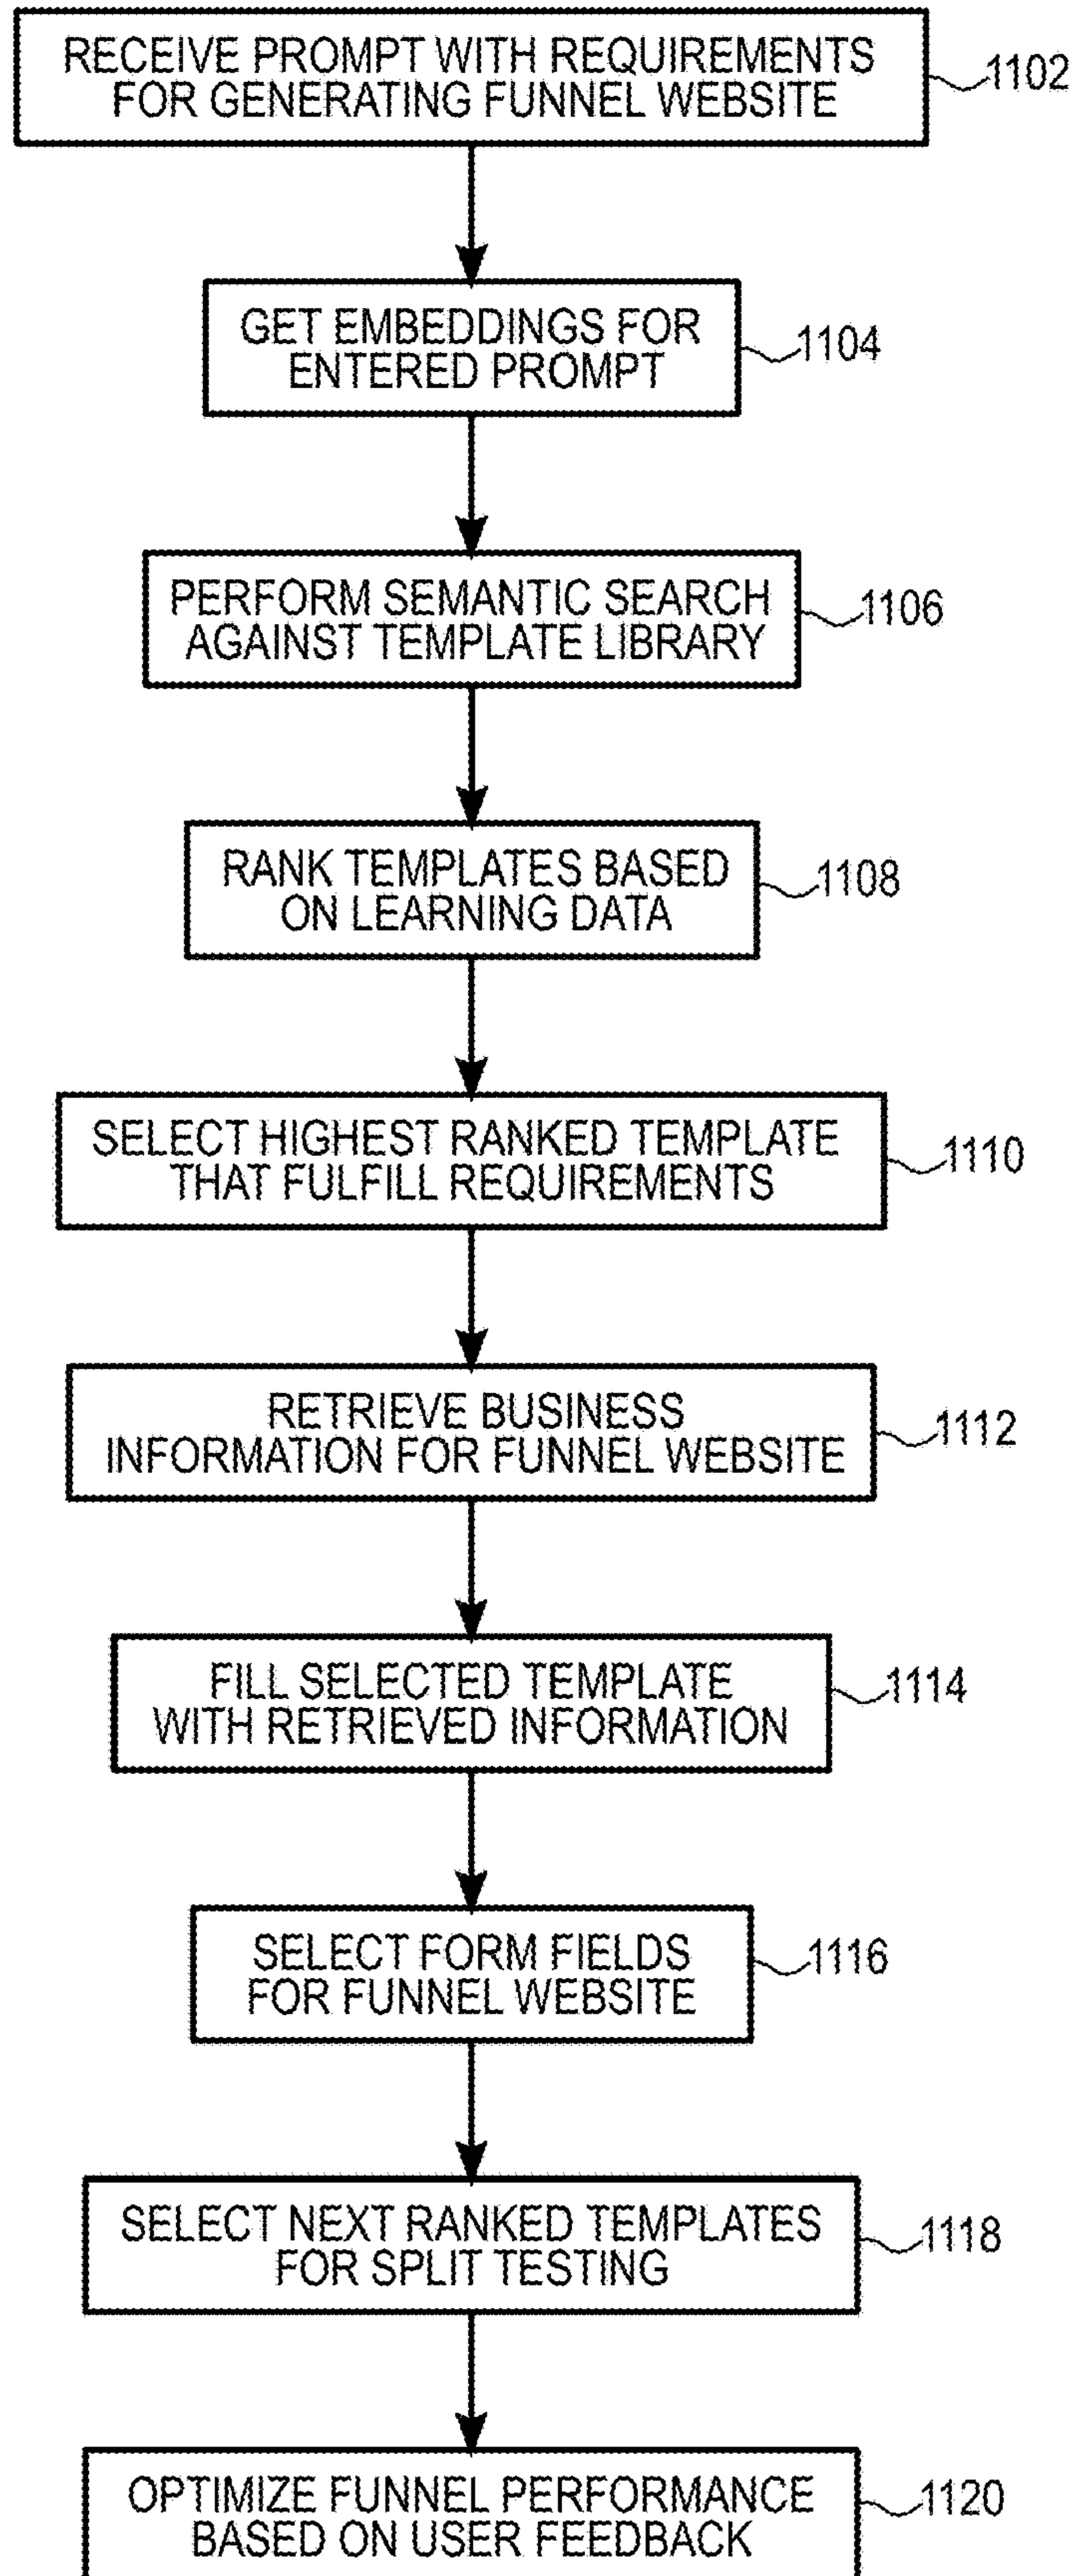 RECEIVE PROMPT WITH REQUIREMENTS
FOR GENERATING FUNNEL WEBSITE
1102
GET EMBEDDINGS FOR
ENTERED PROMPT
1104
PERFORM SEMANTIC SEARCH
AGAINST TEMPLATE LIBRARY
1106
RANK TEMPLATES BASED
ON LEARNING DATA
1108
SELECT HIGHEST RANKED TEMPLATE
THAT FULFILL REQUIREMENTS
1110
RETRIEVE BUSINESS
INFORMATION FOR FUNNEL WEBSITE
1112
FILL SELECTED TEMPLATE
WITH RETRIEVED INFORMATION
1114
SELECT FORM FIELDS
FOR FUNNEL WEBSITE
1116
SELECT NEXT RANKED TEMPLATES
FOR SPLIT TESTING
1118
OPTIMIZE FUNNEL PERFORMANCE
BASED ON USER FEEDBACK
1120